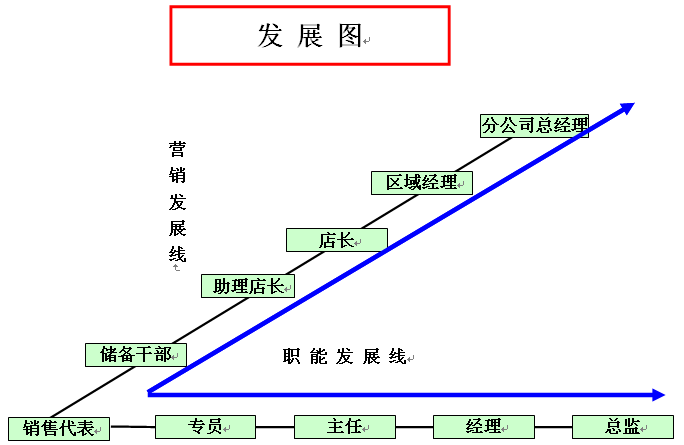 发 展 图
分公司总经理
营
销
发
展
线
区域经理
店长
助理店长
储备干部
职 能 发 展 线
销售代表
专员
主任
经理
总监